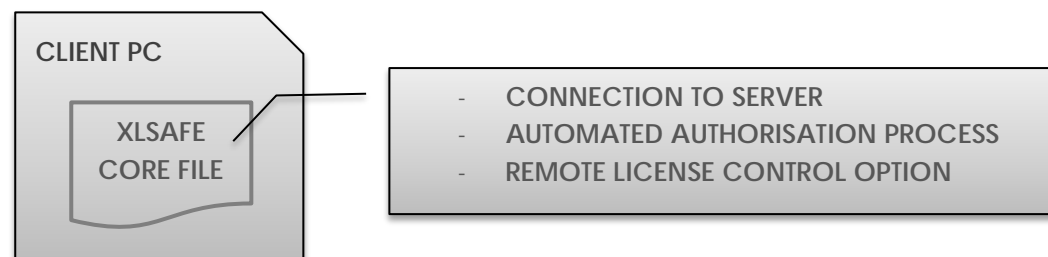 CLIENT PC
XLSAFE
CORE FILE
- CONNECTION TO SERVER
- AUTOMATED AUTHORISATION PROCESS
- REMOTE LICENSE CONTROL OPTION